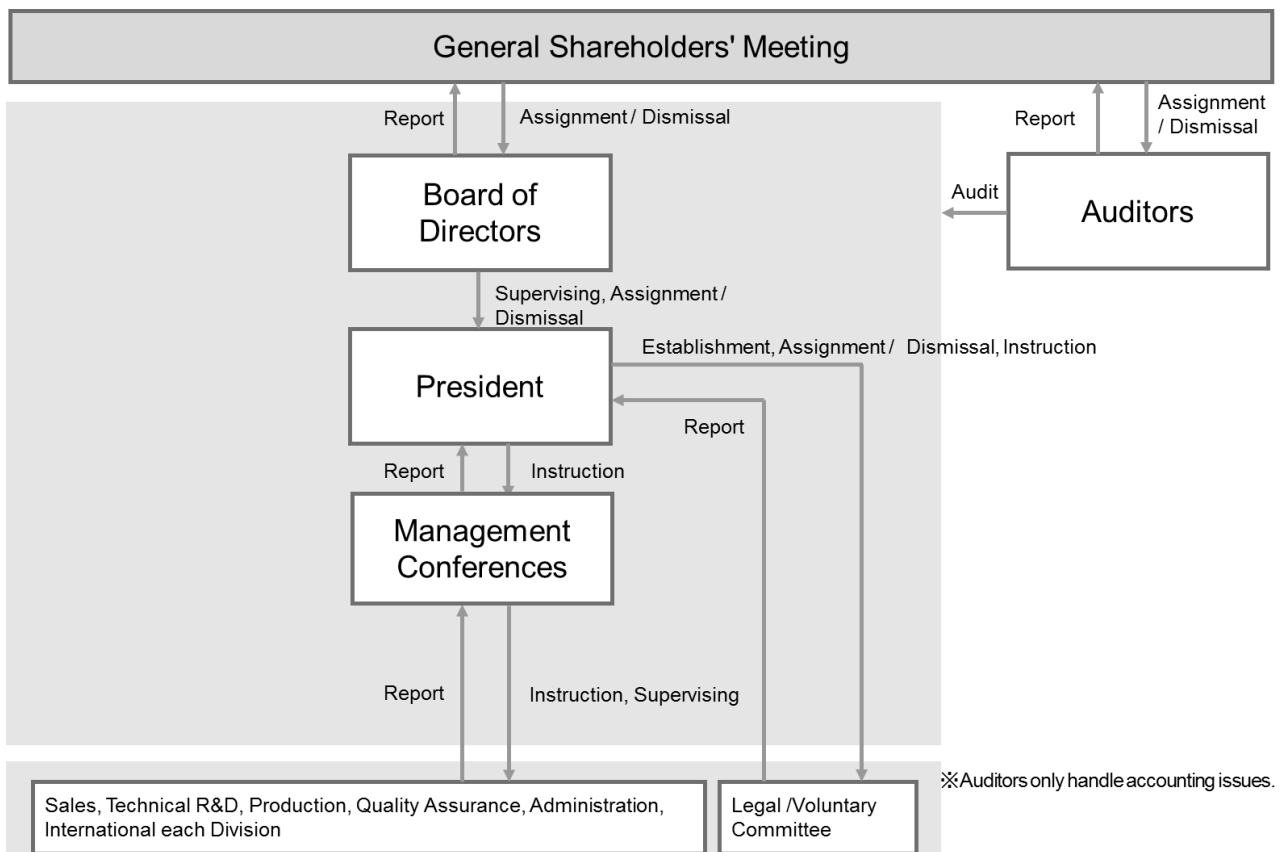 General Shareholders' Meeting
Report
Assignment / Dismissal
Report
Assignment
/ Dismissal
Board of
Directors
Audit
Auditors
Supervising, Assignment /
Dismissal
President
Establishment, Assignment / Dismissal, Instruction
Report
Report
Instruction
Management
Conferences
Report
Instruction, Supervising
※Auditors only handle accounting issues.
Sales, Technical R&D, Production, Quality Assurance, Administration,
International each Division
Legal /Voluntary
Committee